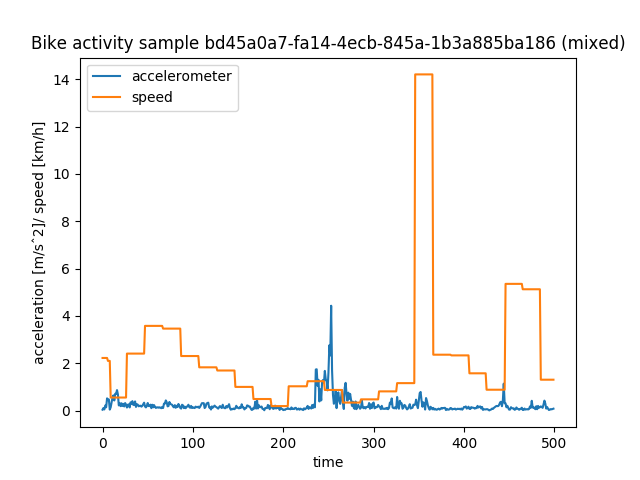 Bike activity sample bd45a0a7-fa14-4ecb-845a-1b3a885ba186 (mixed)
accelerometer
speed
acceleration [m/sˆ2]/ speed [km/h]
14
12
10
8
6
4
2
0
0 100 200 300 400 500
time